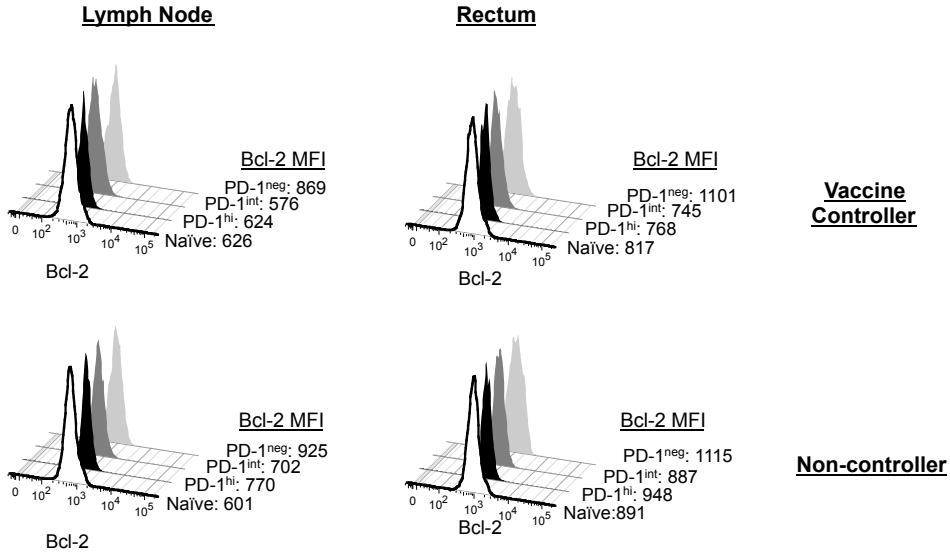 Lymph Node
Rectum
Bcl-2 MFI
PD-1neg: 869
PD-1int: 576
PD-1hi: 624
Naïve: 626
0 10² 10³ 10⁴ 10⁵
Bcl-2
Bcl-2 MFI
PD-1neg: 1101
PD-1int: 745
PD-1hi: 768
Naïve: 817
0 10² 10³ 10⁴ 10⁵
Bcl-2
Vaccine
Controller
Bcl-2 MFI
PD-1neg: 925
PD-1int: 702
PD-1hi: 770
Naïve: 601
0 10² 10³ 10⁴ 10⁵
Bcl-2
Bcl-2 MFI
PD-1neg: 1115
PD-1int: 887
PD-1hi: 948
Naïve:891
0 10² 10³ 10⁴ 10⁵
Bcl-2
Non-controller